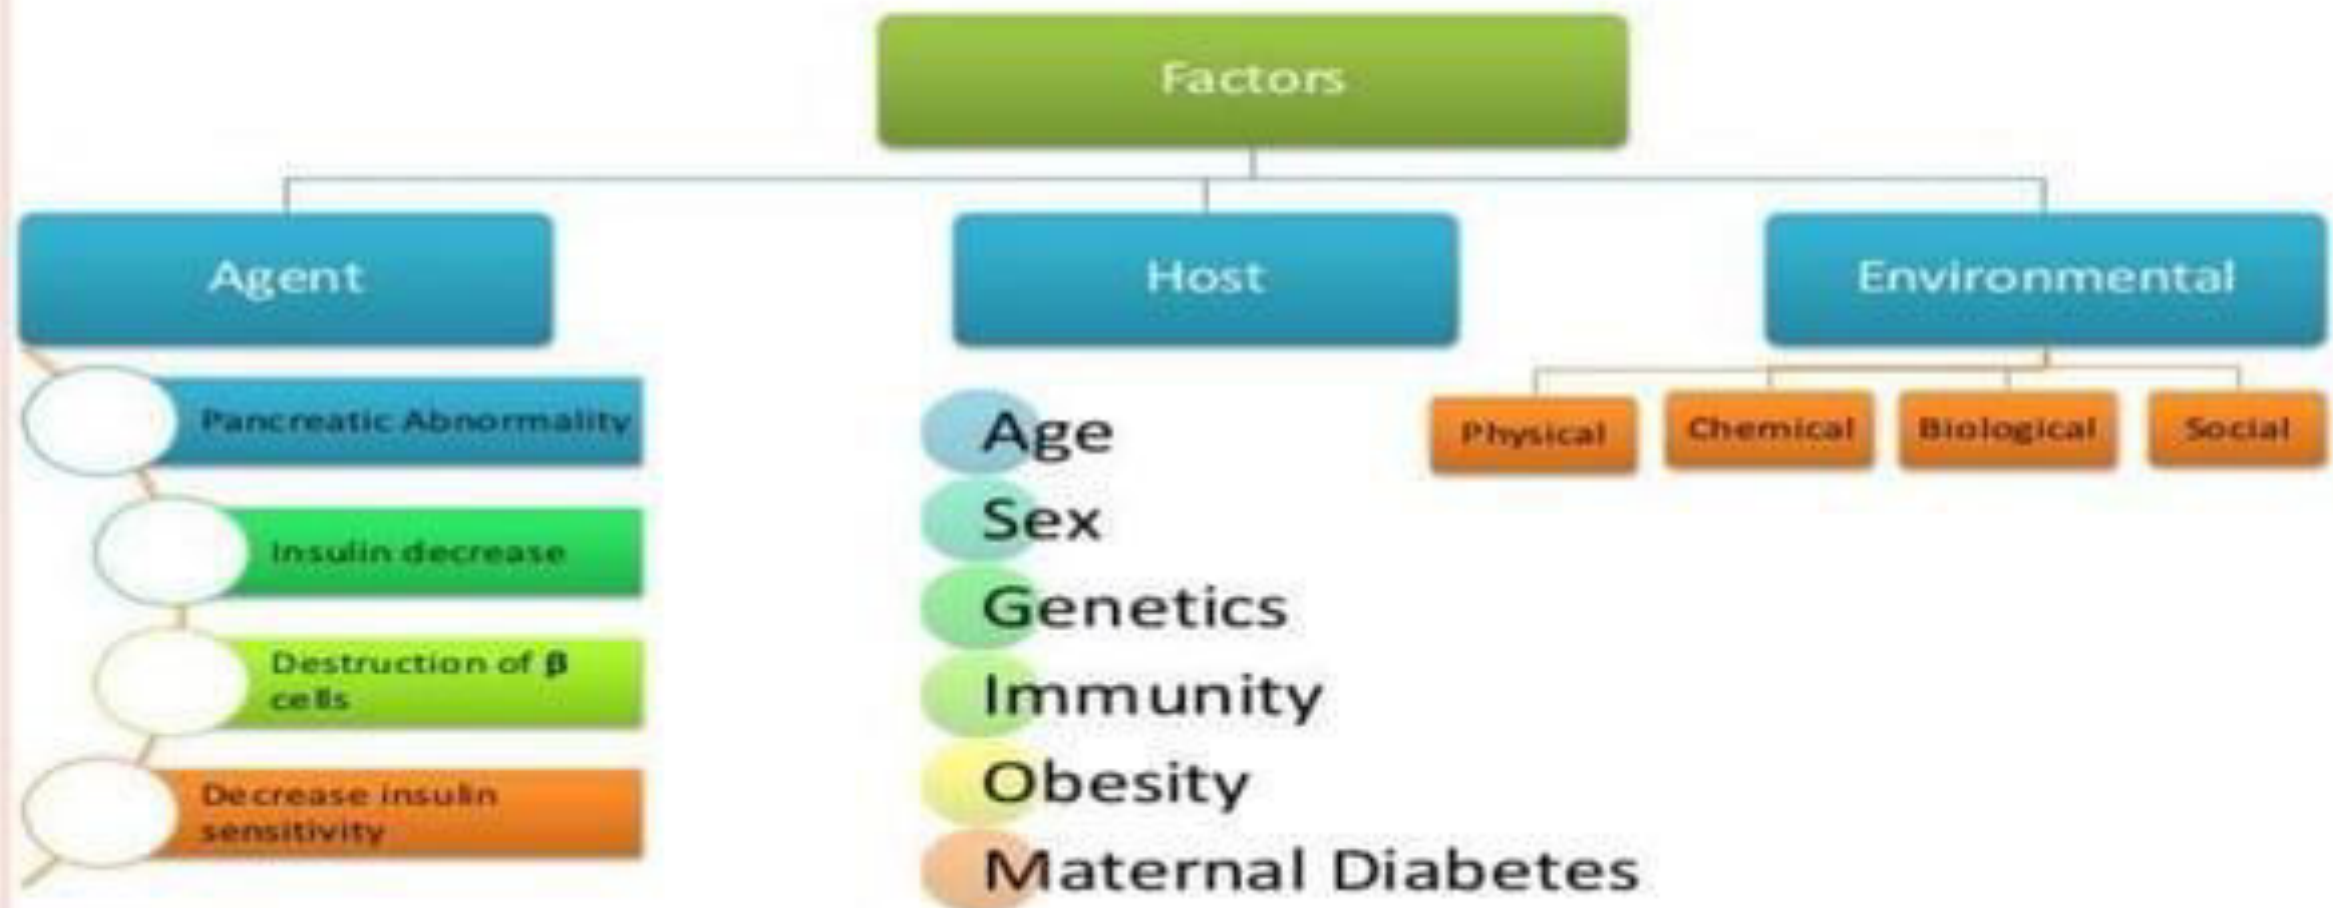 Factors
Agent
Host
Environmental
Pancreatic Abnormality
Insulin decrease
Destruction of β
cells
Decrease insulin
sensitivity
Age
Sex
Genetics
Immunity
Obesity
Maternal Diabetes
Physical
Chemical
Biological
Social